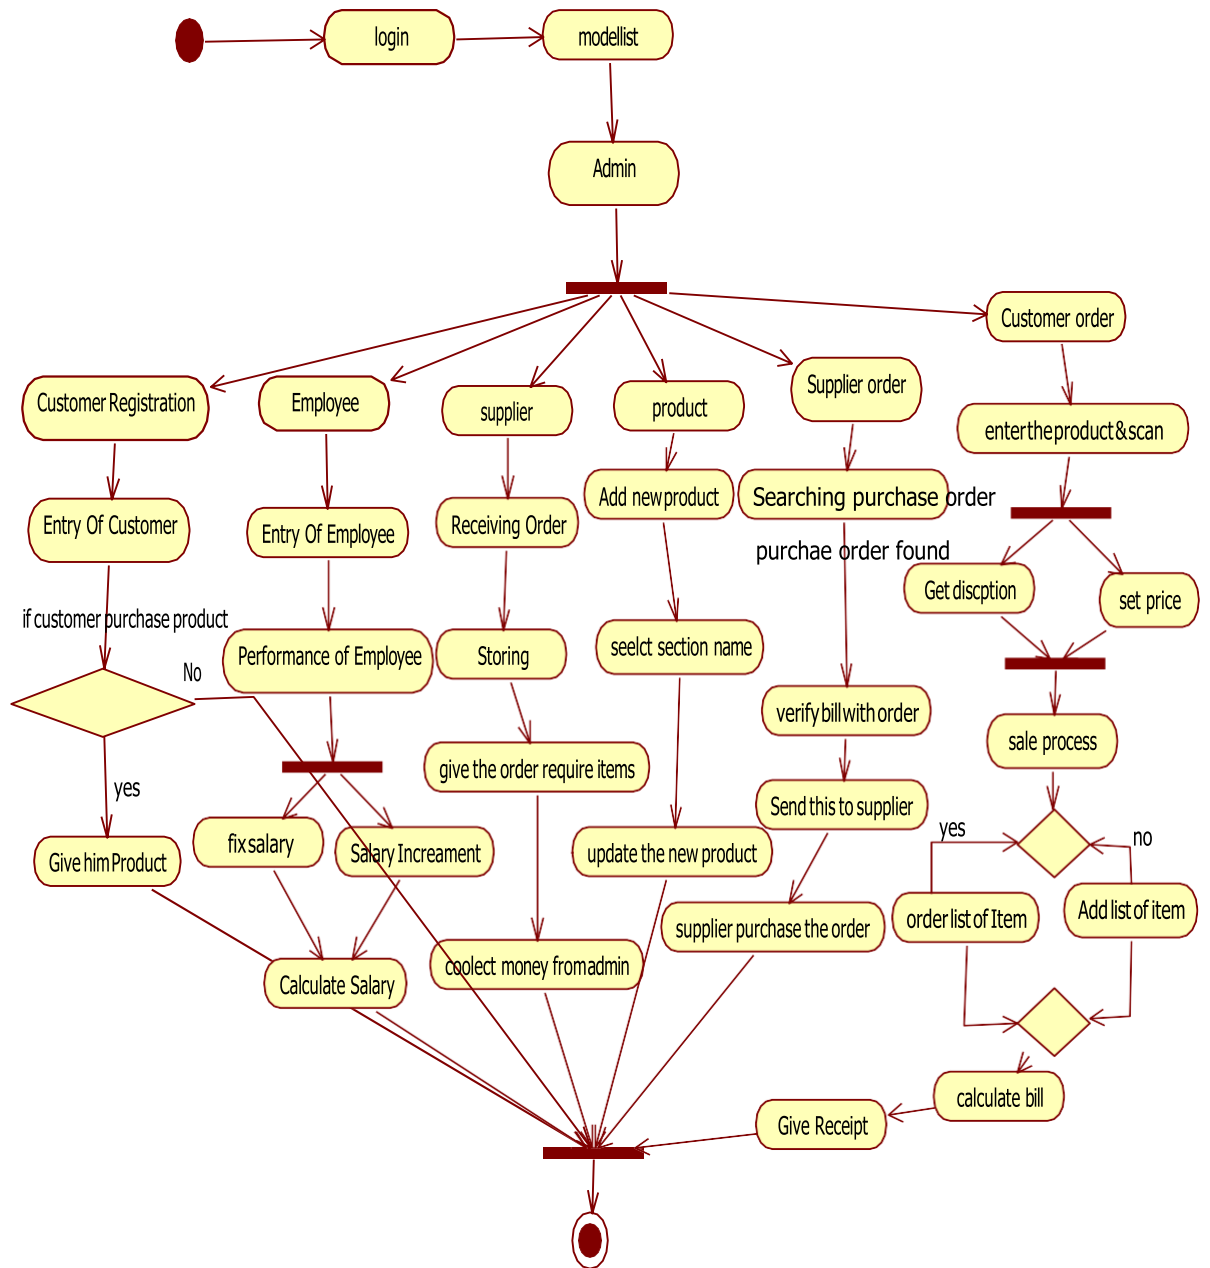 login
modellist
Admin
Customer order
Customer Registration
Employee
supplier
product
Supplier order
enter the product & scan
Entry Of Customer
Entry Of Employee
Receiving Order
Add new product
Searching purchase order
purchae order found
Get discption
set price
if customer purchase product
No
Performance of Employee
Storing
seelct section name
verify bill with order
sale process
yes
give the order require items
Send this to supplier
yes
no
fix salary
Salary Increament
update the new product
Give him Product
order list of Item
Add list of item
supplier purchase the order
coolect money from admin
Calculate Salary
calculate bill
Give Receipt